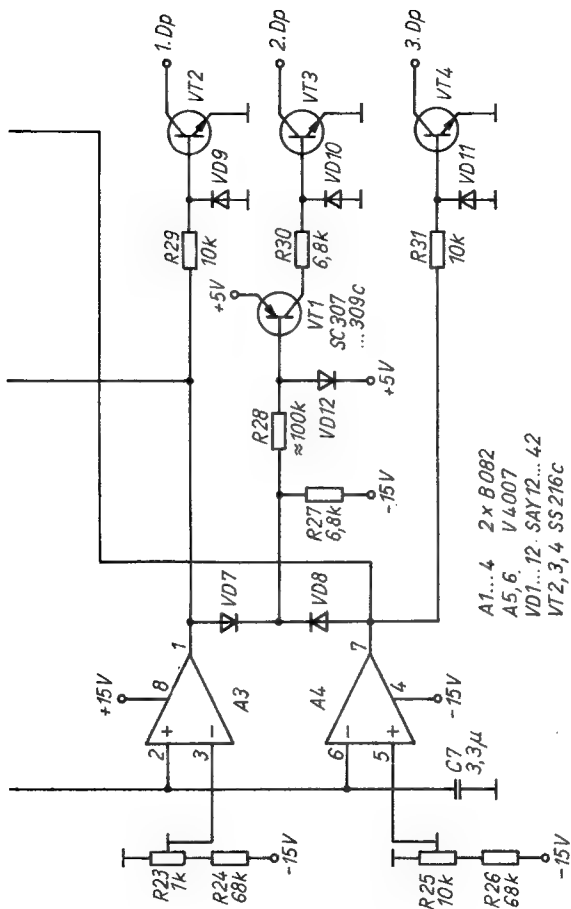 1.Dp
VT2
VD9
R29
10k
2.Dp
VT3
VD10
R30
6,8k
+5V
VT1
SC307
...309c
3.Dp
VT4
VD11
R31
10k
R28
≈100k
VD12
+5V
R27
6,8k
-15V
VD7
VD8
+15V
8
1
A3
2
+
3
-
R23
1k
R24
68k
-15V
7
A4
6
-
5
+
4
-15V
C7
3,3µ
R25
10k
R26
68k
-15V
A1...4 2x B082
A5,6. V4007
VD1...12. SAY12...42
VT2,3,4 SS216c